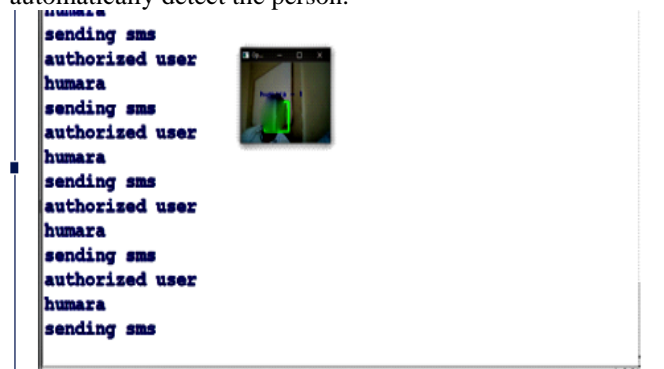 automatically detect the person.
humara
sending sms
authorized user
humara
sending sms
authorized user
humara
sending sms
authorized user
humara
sending sms
authorized user
humara
sending sms